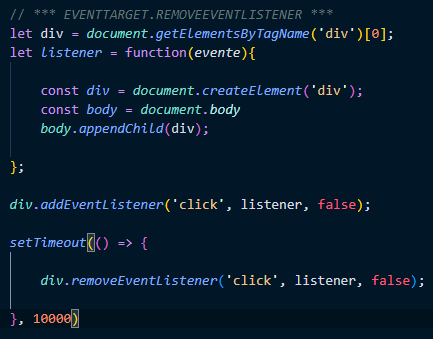 // *** EVENTTARGET.REMOVEEVENTLISTENER ***
let div = document.getElementsByTagName('div')[0];
let listener = function(evente){
const div = document.createElement('div');
const body = document.body
body.appendChild(div);
};
div.addEventListener('click', listener, false);
setTimeout(() => {
div.removeEventListener('click', listener, false);
}, 10000)